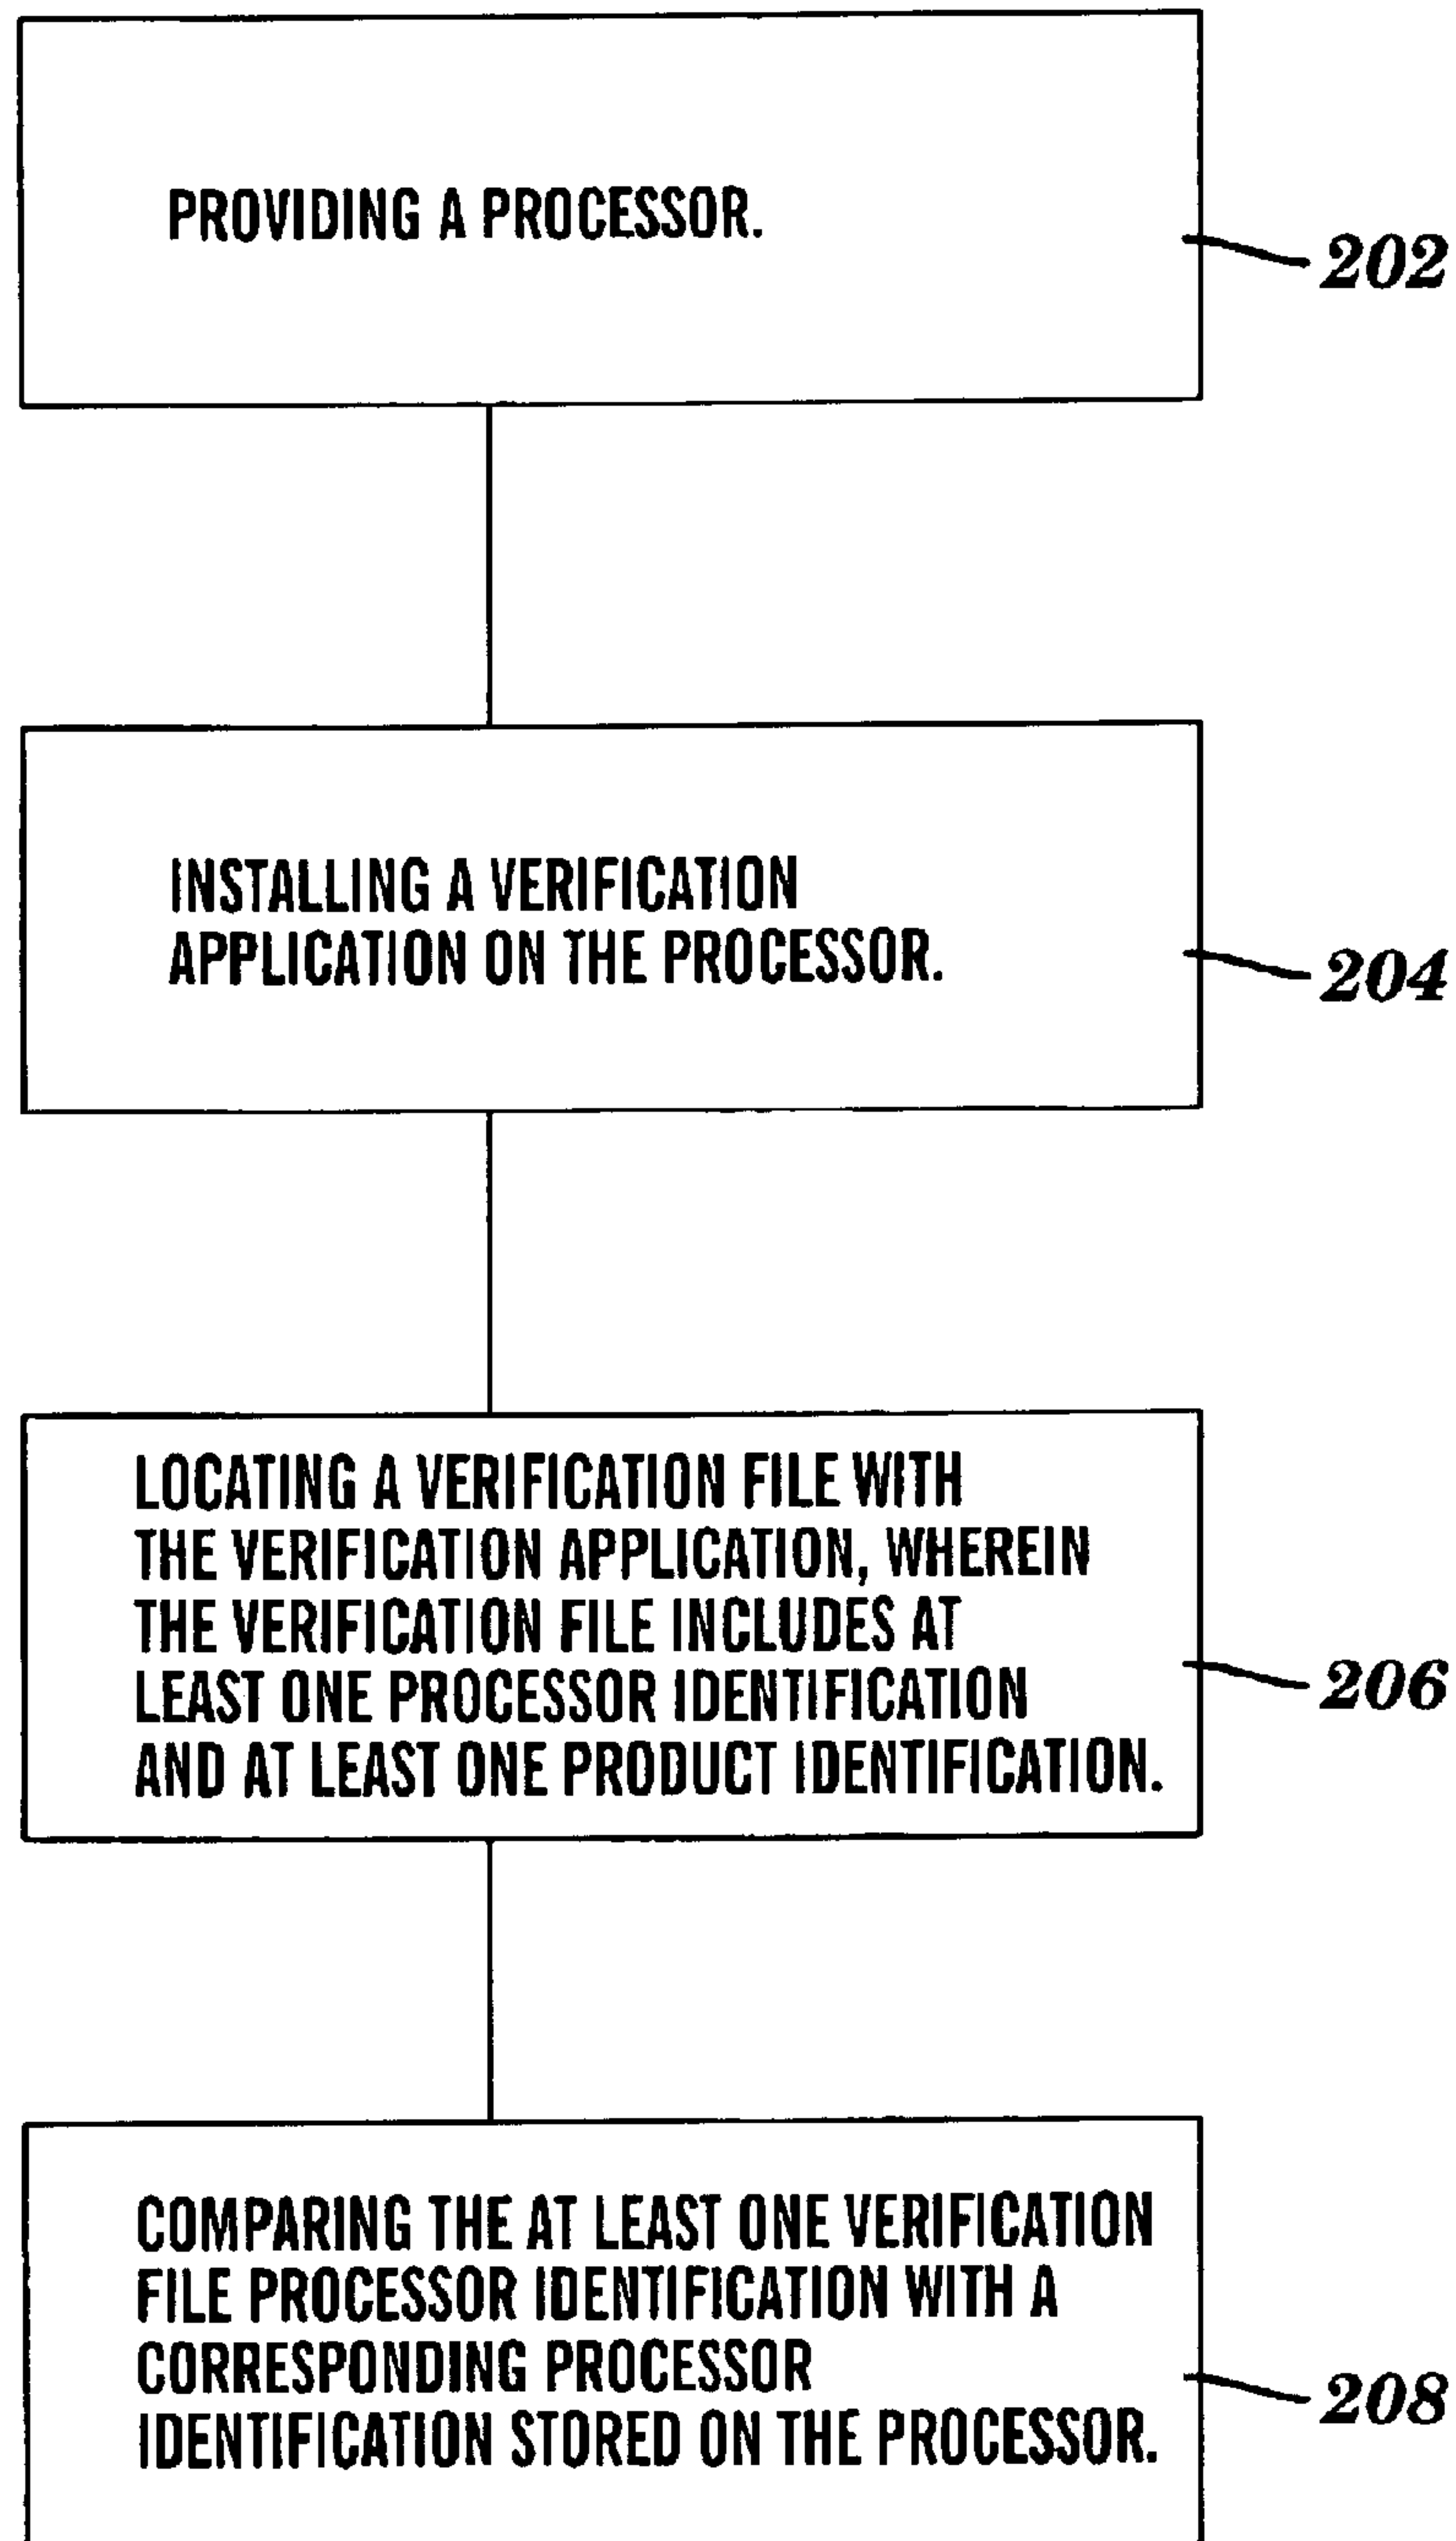 PROVIDING A PROCESSOR.
202
INSTALLING A VERIFICATION
APPLICATION ON THE PROCESSOR.
204
LOCATING A VERIFICATION FILE WITH
THE VERIFICATION APPLICATION, WHEREIN
THE VERIFICATION FILE INCLUDES AT
LEAST ONE PROCESSOR IDENTIFICATION
AND AT LEAST ONE PRODUCT IDENTIFICATION.
206
COMPARING THE AT LEAST ONE VERIFICATION
FILE PROCESSOR IDENTIFICATION WITH A
CORRESPONDING PROCESSOR
IDENTIFICATION STORED ON THE PROCESSOR.
208